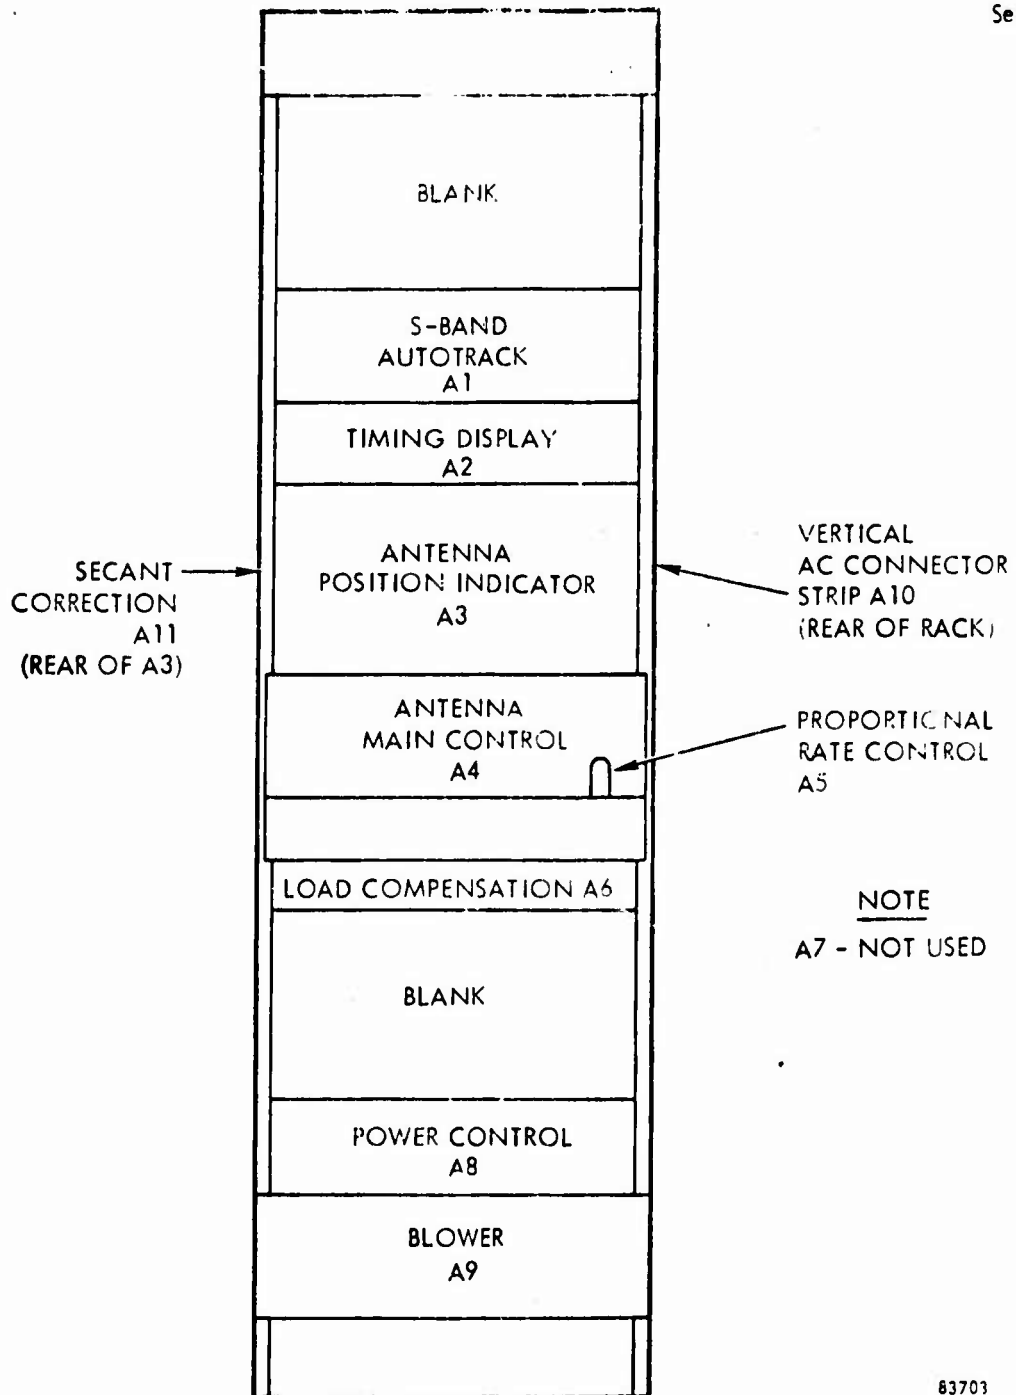 Se
BLANK
S-BAND
AUTOTRACK
A1
TIMING DISPLAY
A2
ANTENNA
POSITION INDICATOR
A3
SECANT
CORRECTION
A11
(REAR OF A3)
VERTICAL
AC CONNECTOR
STRIP A10
(REAR OF RACK)
ANTENNA
MAIN CONTROL
A4
PROPORTIONAL
RATE CONTROL
A5
LOAD COMPENSATION A6
NOTE
A7 - NOT USED
BLANK
POWER CONTROL
A8
BLOWER
A9
83703